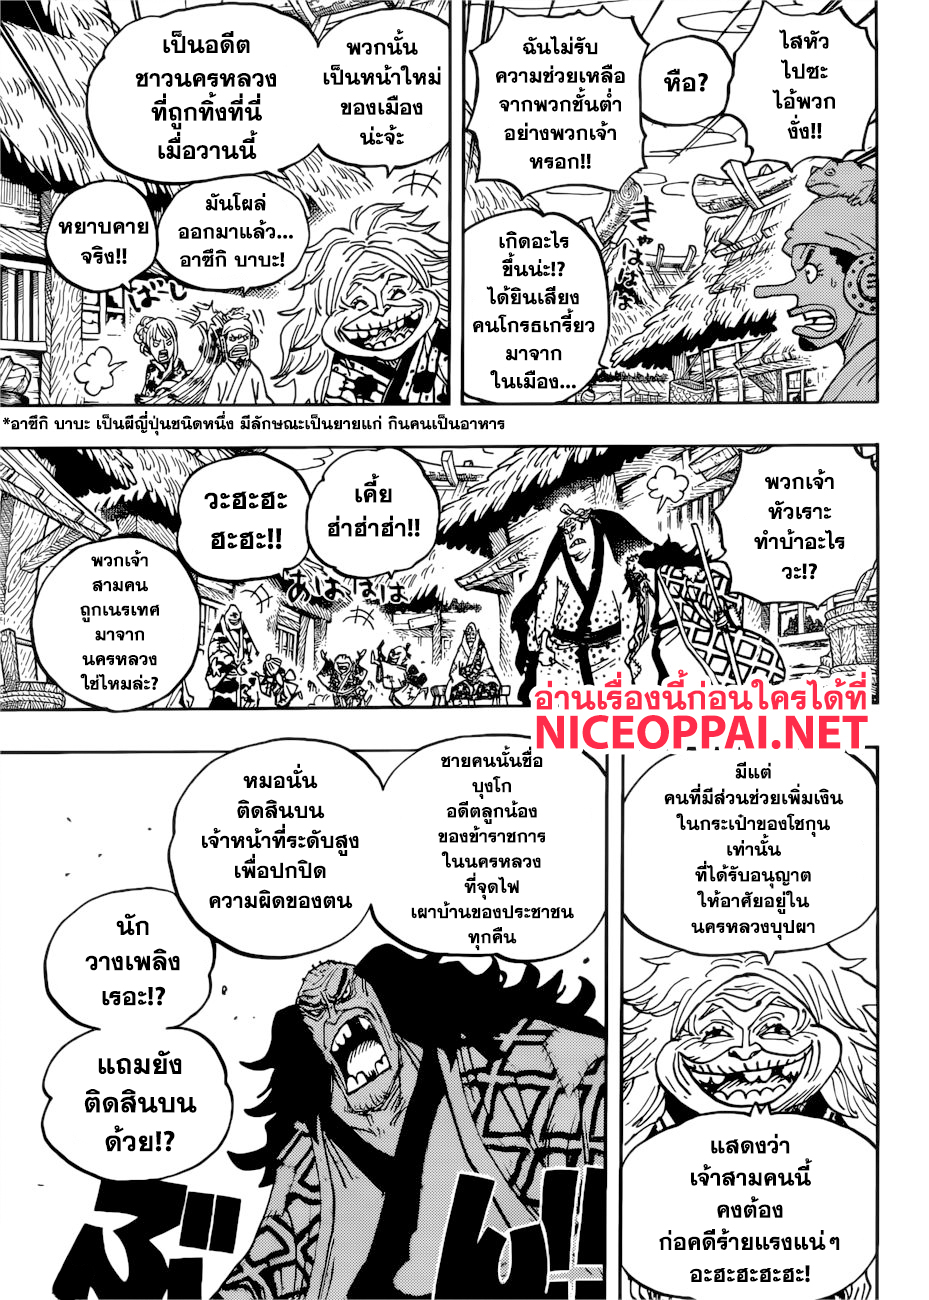 ไสหัว
ไปซะ
ไอ้พวก
งั่ง!!
หือ?
ฉันไม่รับ
ความช่วยเหลือ
จากพวกชั้นต่ำ
อย่างพวกเจ้า
หรอก!!
เกิดอะไร
ขึ้นน่ะ!?
ได้ยินเสียง
คนโกรธเกรี้ยว
มาจาก
ในเมือง...
พวกนั้น
เป็นหน้าใหม่
ของเมือง
น่ะจ้ะ
เป็นอดีต
ชาวนครหลวง
ที่ถูกทิ้งที่นี่
เมื่อวานนี้
มันโผล่
ออกมาแล้ว...
อาซึกิ บาบะ!
หยาบคาย
จริง!!
*อาซึกิ บาบะ เป็นผีญี่ปุ่นชนิดหนึ่ง มีลักษณะเป็นยายแก่ กินคนเป็นอาหาร
พวกเจ้า
หัวเราะ
ทำบ้าอะไร
วะ!?
เคี้ย
ฮ่าฮ่าฮ่า!!
วะฮะฮะ
ฮะฮะ!!
พวกเจ้า
สามคน
ถูกเนรเทศ
มาจาก
นครหลวง
ใช่ไหมล่ะ?
อ่านเรื่องนี้ก่อนใครได้ที่
NICEOPPAI.NET
มีแต่
คนที่มีส่วนช่วยเพิ่มเงิน
ในกระเป๋าของโชกุน
เท่านั้น
ที่ได้รับอนุญาต
ให้อาศัยอยู่ใน
นครหลวงบุปผา
แสดงว่า
เจ้าสามคนนี้
คงต้อง
ก่อคดีร้ายแรงแน่ๆ
อะฮะฮะฮะฮะ!
ชายคนนั้นชื่อ
บุงโก
อดีตลูกน้อง
ของข้าราชการ
ในนครหลวง
ที่จุดไฟ
เผาบ้านของประชาชน
ทุกคืน
หมอนั่น
ติดสินบน
เจ้าหน้าที่ระดับสูง
เพื่อปกปิด
ความผิดของตน
นัก
วางเพลิง
เรอะ!?
แถมยัง
ติดสินบน
ด้วย!?